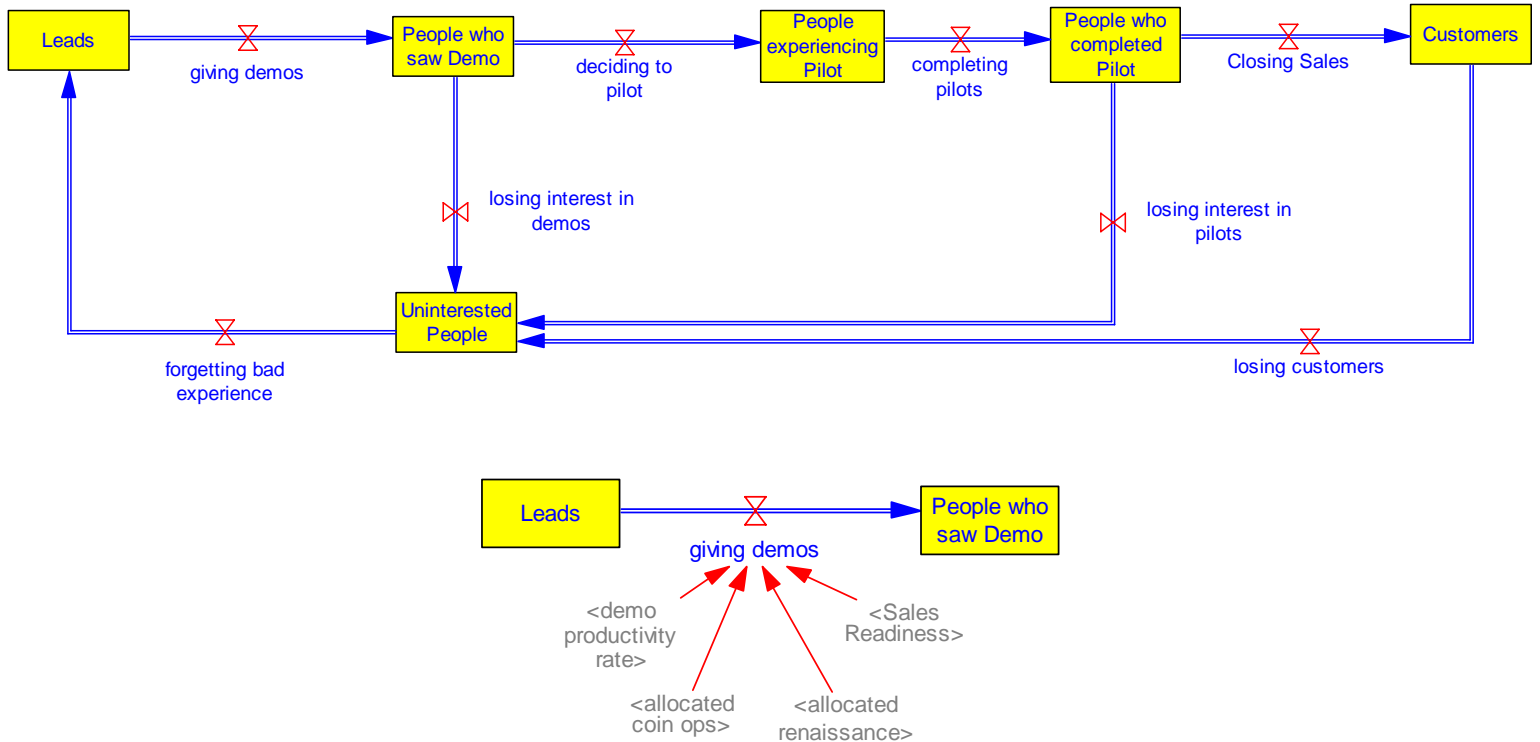 Leads
giving demos
People who
saw Demo
deciding to
pilot
People
experiencing
Pilot
completing
pilots
People who
completed
Pilot
Closing Sales
Customers
losing interest in
demos
losing interest in
pilots
Uninterested
People
forgetting bad
experience
losing customers
Leads
giving demos
People who
saw Demo
<demo
productivity
rate>
<allocated
coin ops>
<allocated
renaissance>
<Sales
Readiness>